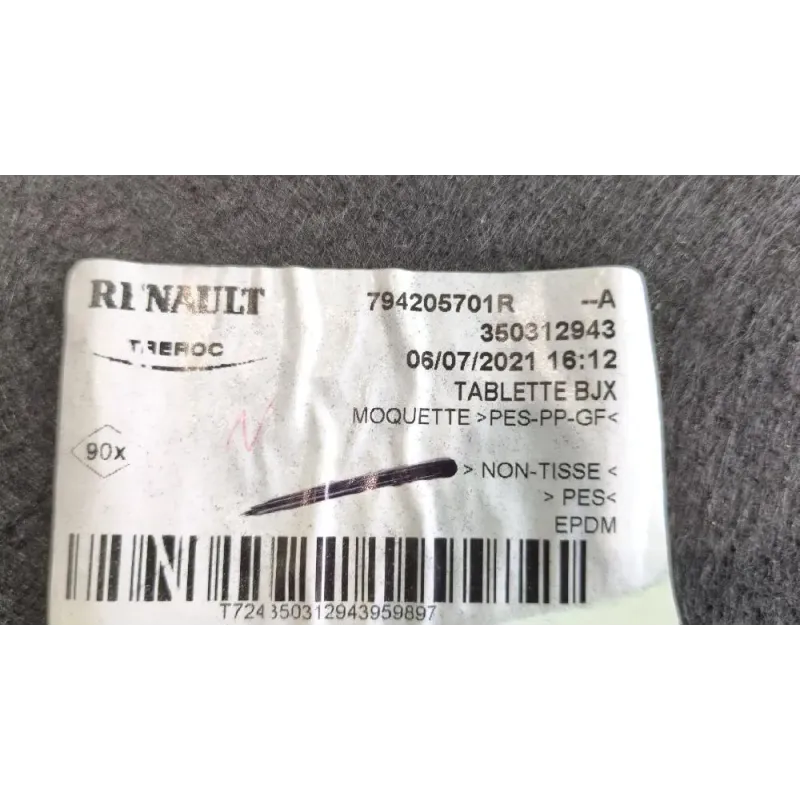 RENAULT
794205701R --A
350312943
TREROC
06/07/2021 16:12
TABLETTE BJX
MOQUETTE >PES-PP-GF<
N
90x
> NON-TISSE <
> PES<
EPDM
T724350312943959897